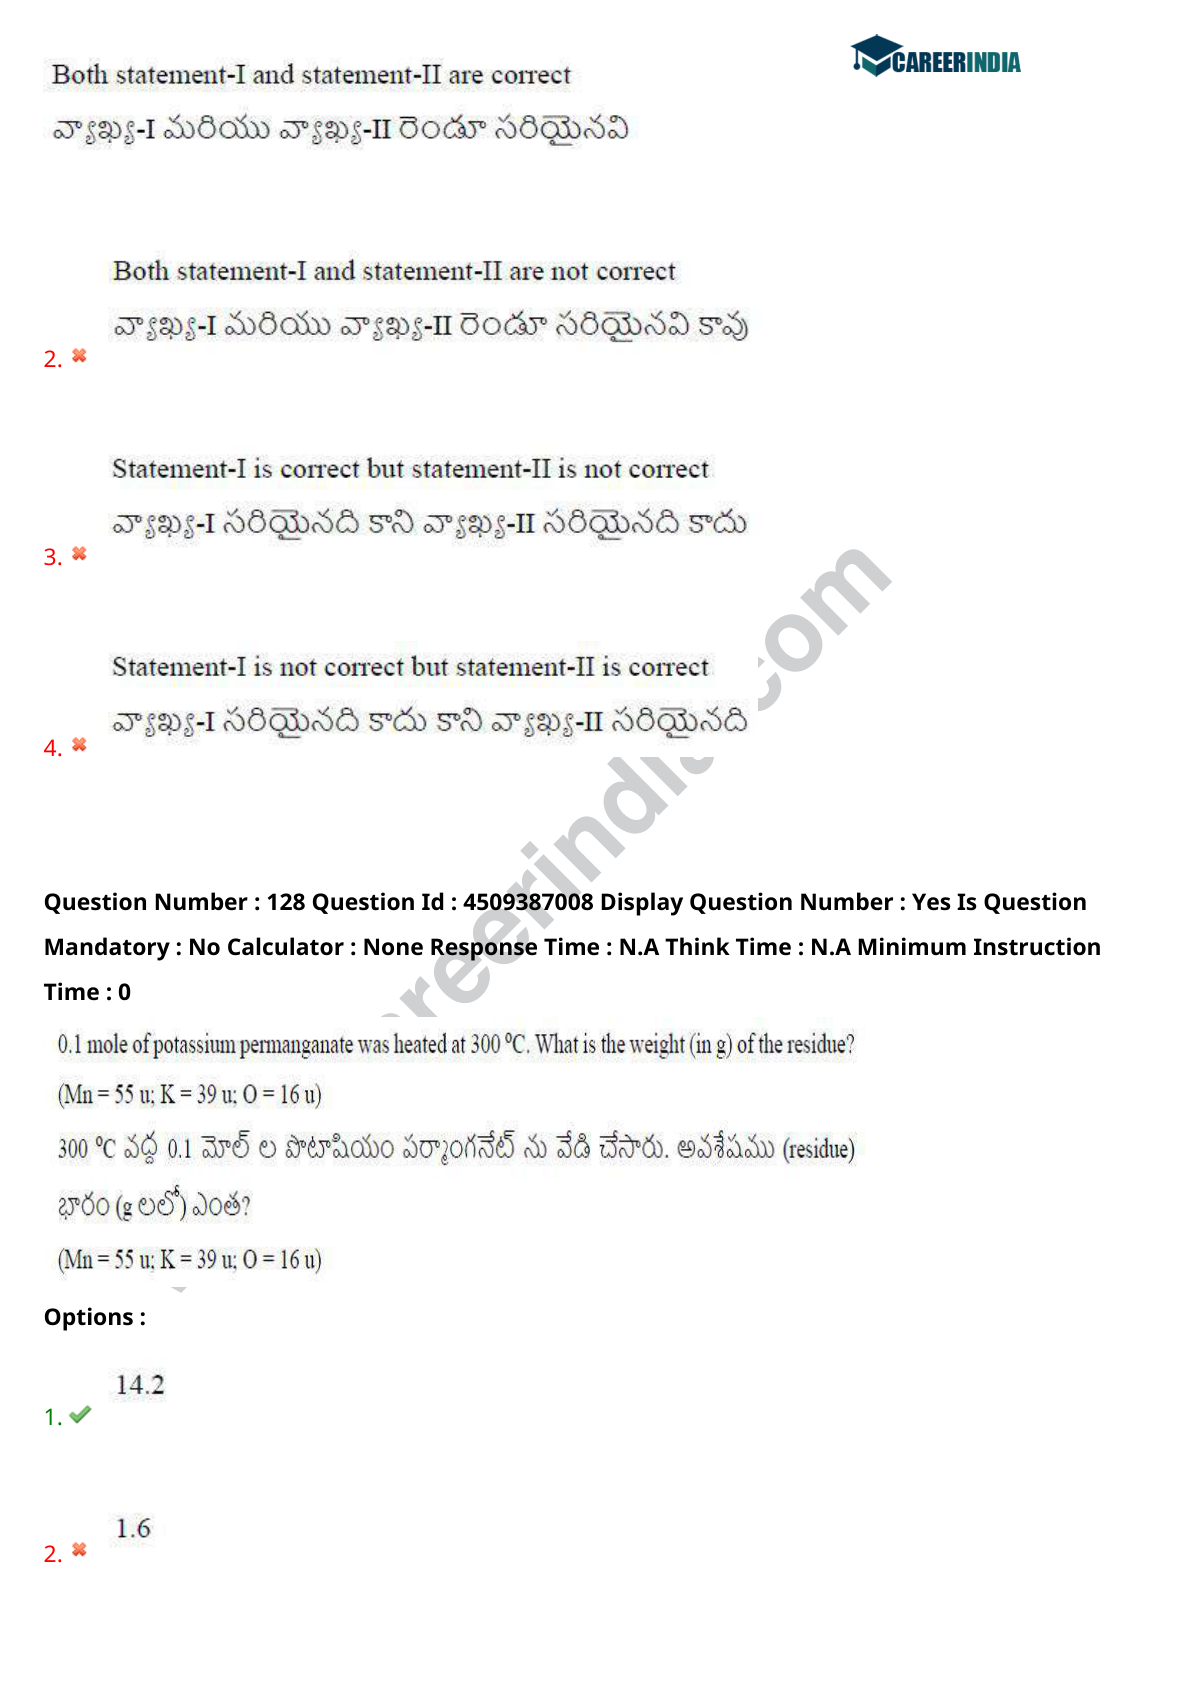 CAREERINDIA
Both statement-I and statement-II are correct
వ్యాఖ్య-I మరియు వ్యాఖ్య-II రెండూ సరియైనవి
Both statement-I and statement-II are not correct
వ్యాఖ్య-I మరియు వ్యాఖ్య-II రెండూ సరియైనవి కావు
2.
Statement-I is correct but statement-II is not correct
వ్యాఖ్య-I సరియైనది కాని వ్యాఖ్య-II సరియైనది కాదు
3.
Statement-I is not correct but statement-II is correct
వ్యాఖ్య-I సరియైనది కాదు కాని వ్యాఖ్య-II సరియైనది
4.
Question Number : 128 Question Id : 4509387008 Display Question Number : Yes Is Question
Mandatory : No Calculator : None Response Time : N.A Think Time : N.A Minimum Instruction
Time : 0
0.1 mole of potassium permanganate was heated at 300 ⁰C. What is the weight (in g) of the residue?
(Mn = 55 u; K = 39 u; O = 16 u)
300 ⁰C వద్ద 0.1 మోల్ ల పొటాషియం పర్మాంగనేట్ ను వేడి చేసారు. అవశేషము (residue)
భారం (g లలో) ఎంత?
(Mn = 55 u; K = 39 u; O = 16 u)
Options :
14.2
1.
1.6
2.